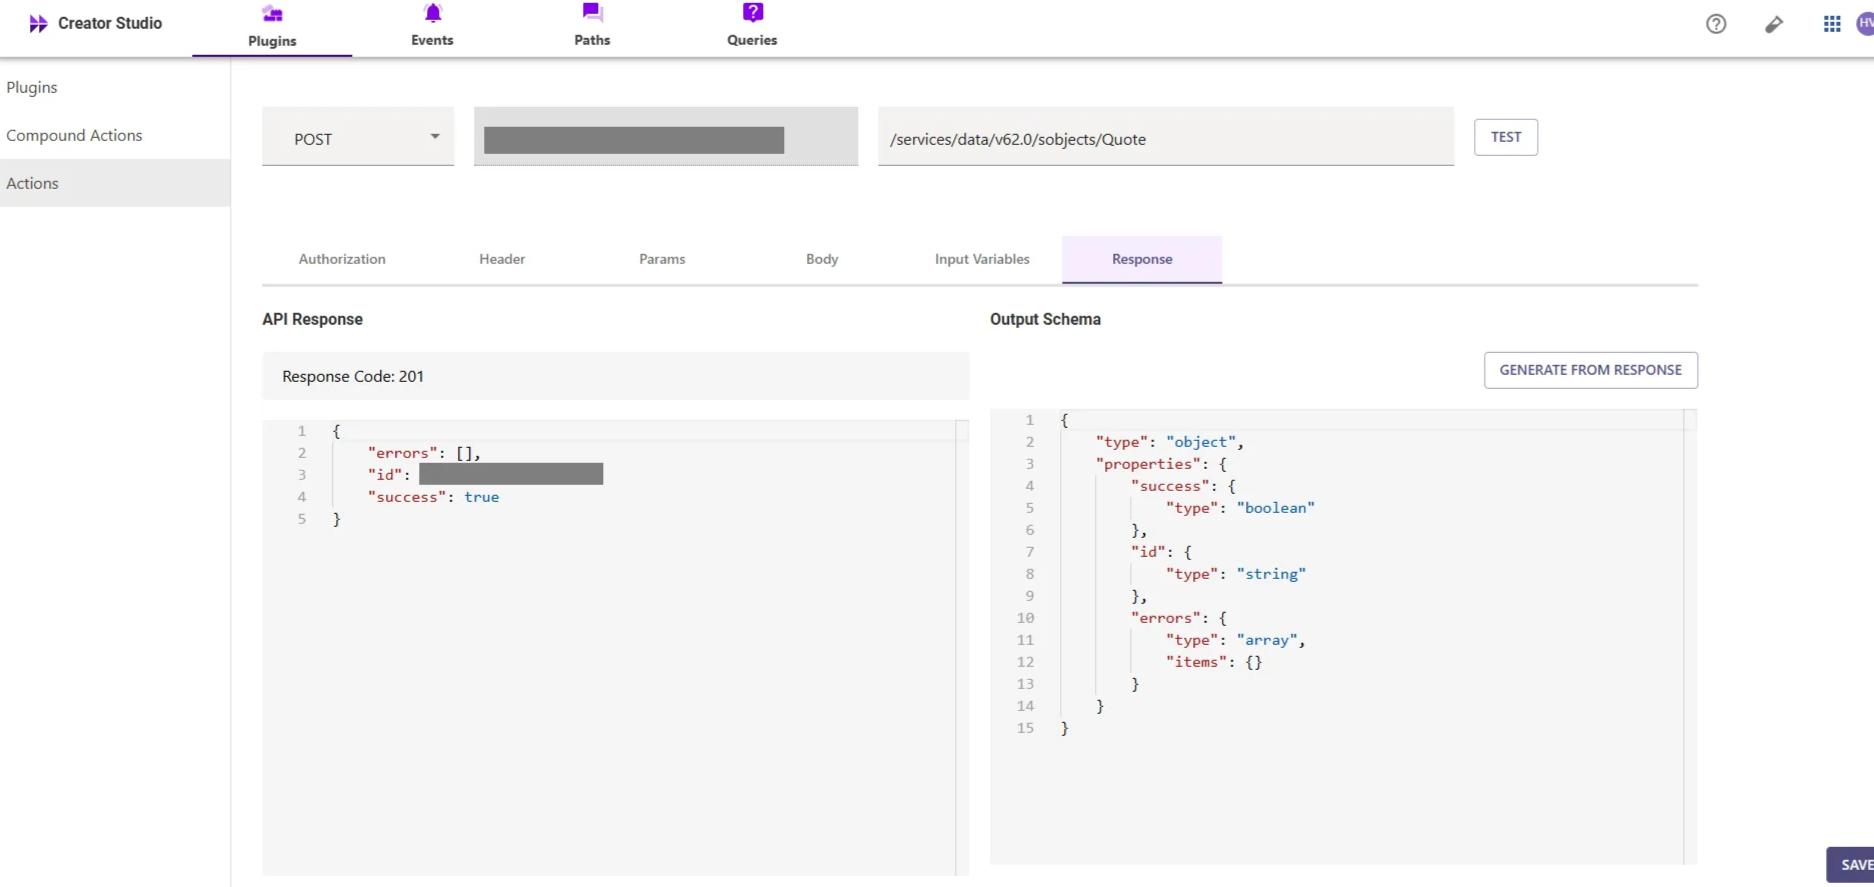 Creator Studio
Plugins
Events
Paths
Queries
HV
Plugins
Compound Actions
Actions
POST
/services/data/v62.0/sobjects/Quote
TEST
Authorization
Header
Params
Body
Input Variables
Response
API Response
Response Code: 201
1 {
2 "errors": [],
3 "id":
4 "success": true
5 }
Output Schema
GENERATE FROM RESPONSE
1 {
2 "type": "object",
3 "properties": {
4 "success": {
5 "type": "boolean"
6 },
7 "id": {
8 "type": "string"
9 },
10 "errors": {
11 "type": "array",
12 "items": {}
13 }
14 }
15 }
SAVE